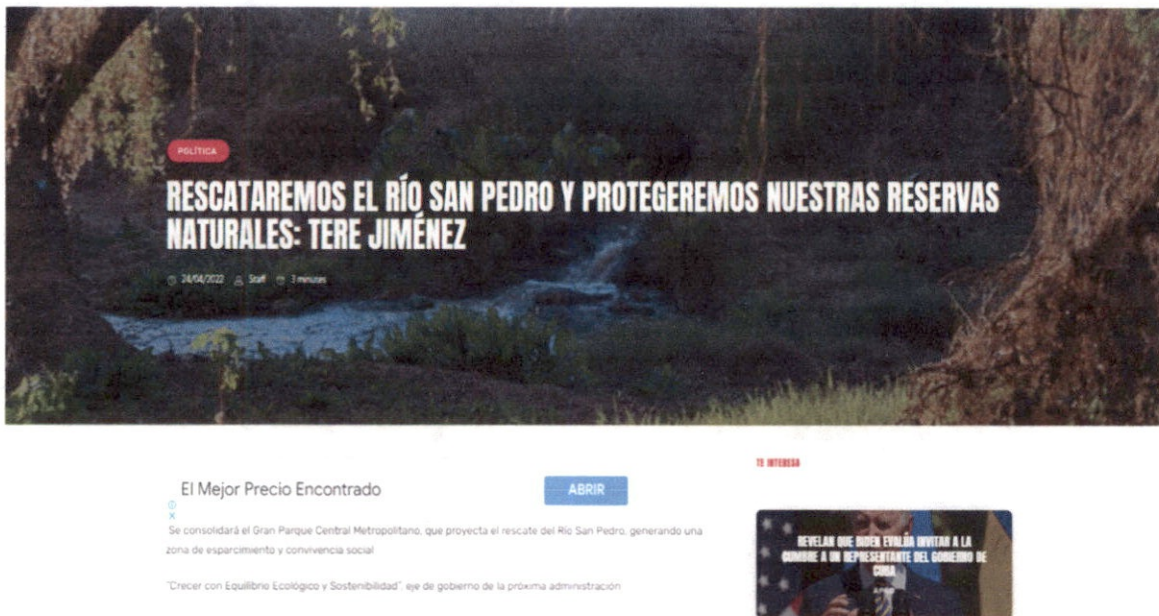 POLÍTICA
RESCATAREMOS EL RÍO SAN PEDRO Y PROTEGEREMOS NUESTRAS RESERVAS
NATURALES: TERE JIMÉNEZ
24/04/2022 Staff 3 minutes
TE INTERESA
El Mejor Precio Encontrado
ABRIR
Se consolidará el Gran Parque Central Metropolitano, que proyecta el rescate del Río San Pedro, generando una
zona de esparcimiento y convivencia social
"Crecer con Equilibrio Ecológico y Sostenibilidad", eje de gobierno de la próxima administración
REVELAN QUE BIDEN EVALÚA INVITAR A LA
CUMBRE A UN REPRESENTANTE DEL GOBIERNO DE
CUBA